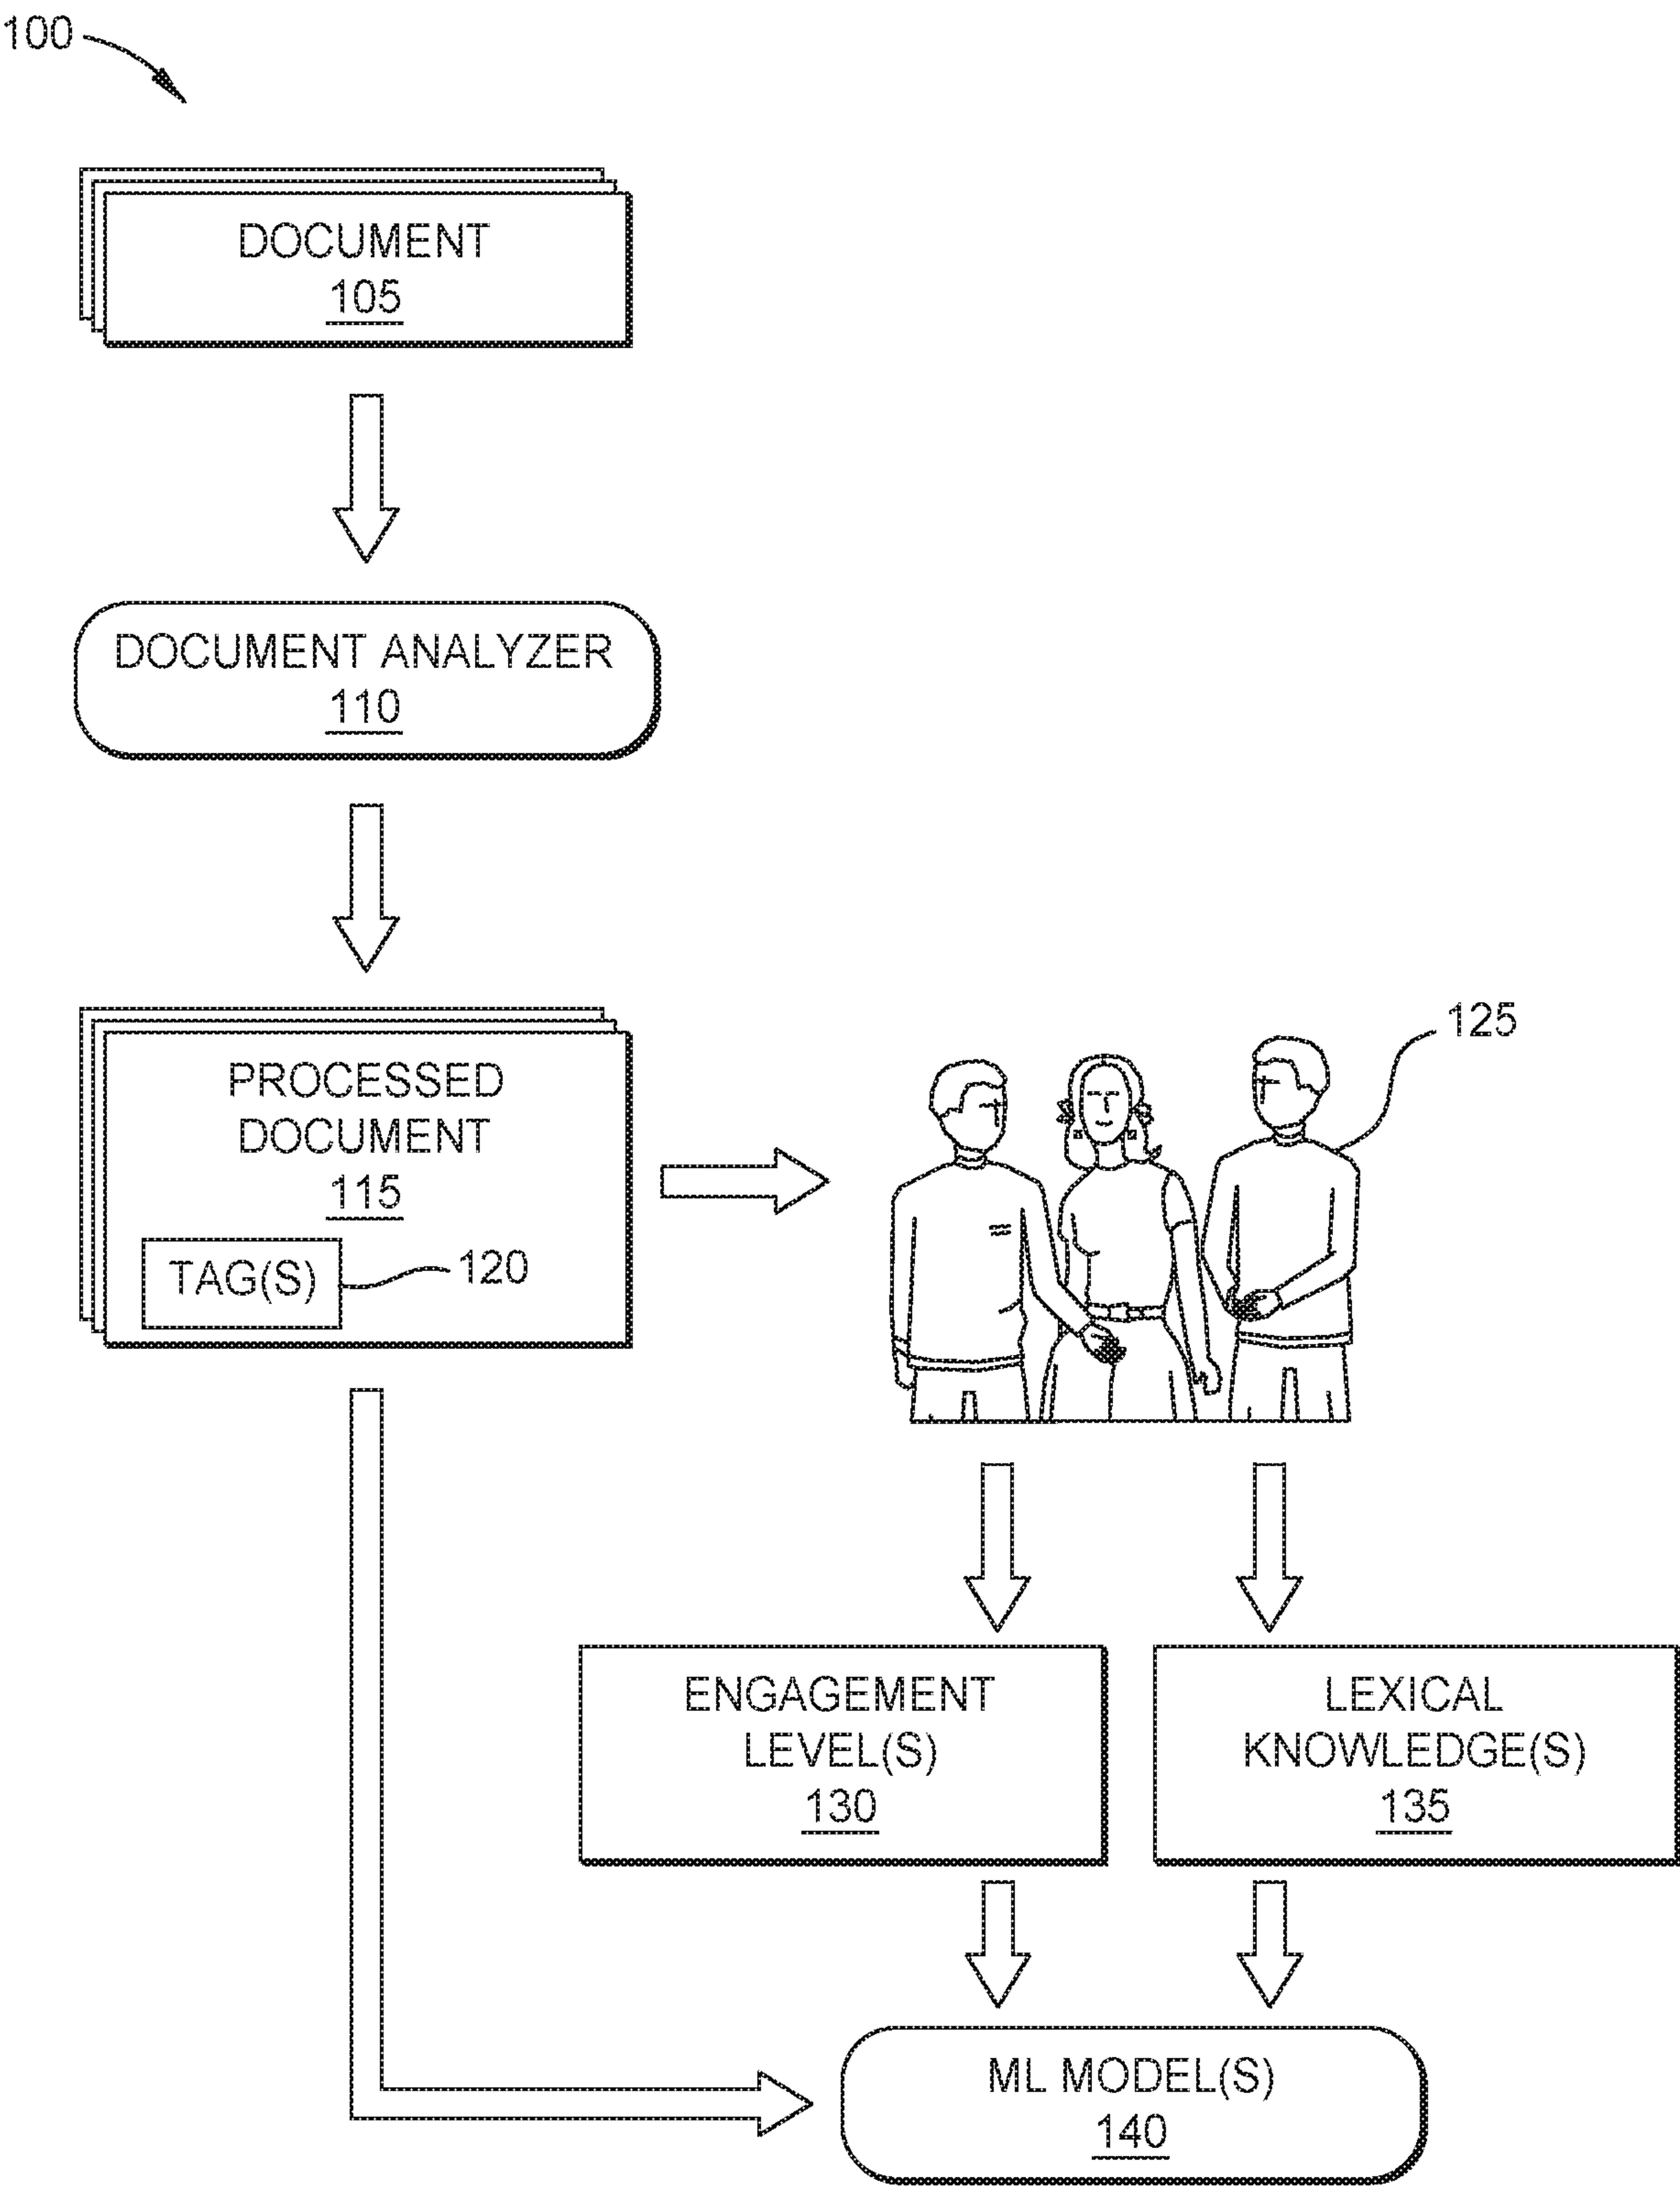 100
DOCUMENT
105
DOCUMENT ANALYZER
110
PROCESSED
DOCUMENT
115
TAG(S)
120
125
ENGAGEMENT
LEVEL(S)
130
LEXICAL
KNOWLEDGE(S)
135
ML MODEL(S)
140